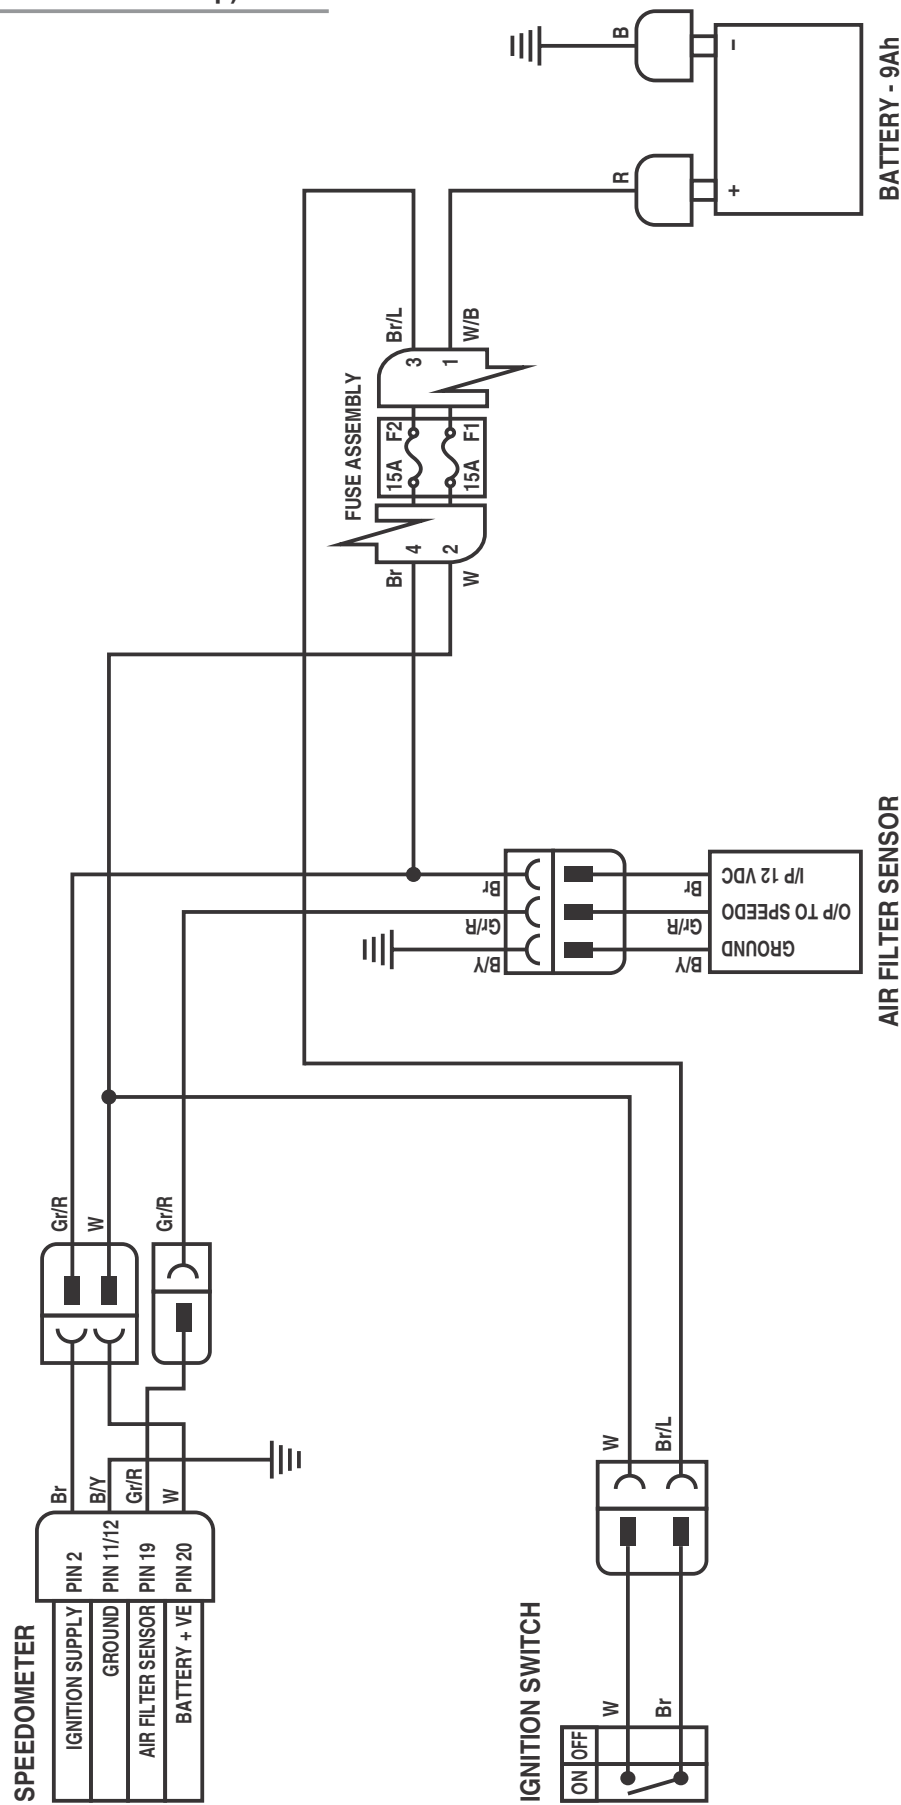 SPEEDOMETER
IGNITION SUPPLY
GROUND
AIR FILTER SENSOR
BATTERY + VE
PIN 2
PIN 11/12
PIN 19
PIN 20
Br
B/Y
Gr/R
W
Gr/R
W
Gr/R
IGNITION SWITCH
ON
OFF
W
Br
W
Br/L
AIR FILTER SENSOR
I/P 12 VDC
O/P TO SPEEDO
GROUND
Br
Gr/R
B/Y
Br
Gr/R
B/Y
FUSE ASSEMBLY
Br
W
4
2
15A
F2
15A
F1
3
1
Br/L
W/B
R
B
+
-
BATTERY - 9Ah